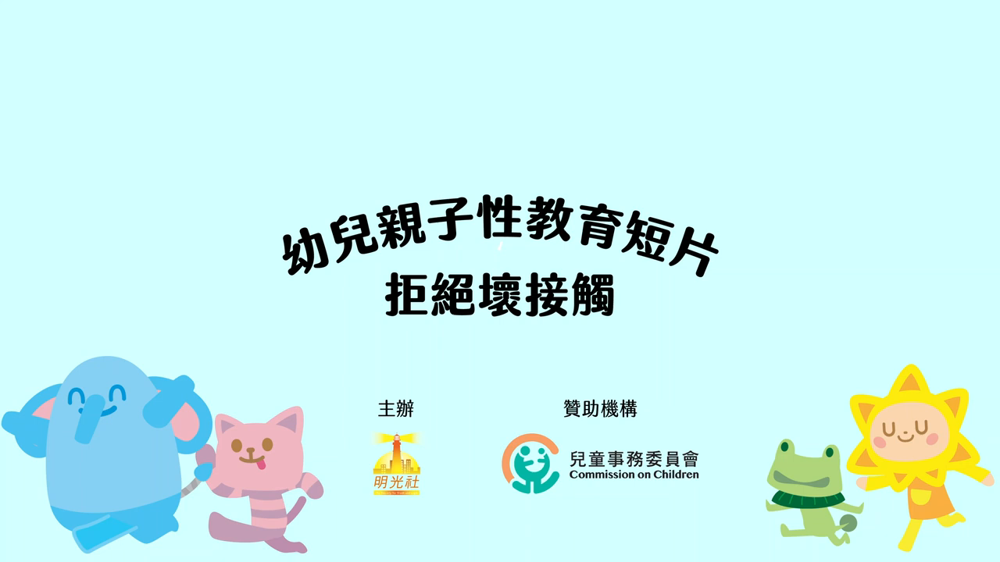 幼兒親子性教育短片
拒絕壞接觸
主辦
贊助機構
明光社
兒童事務委員會
Commission on Children